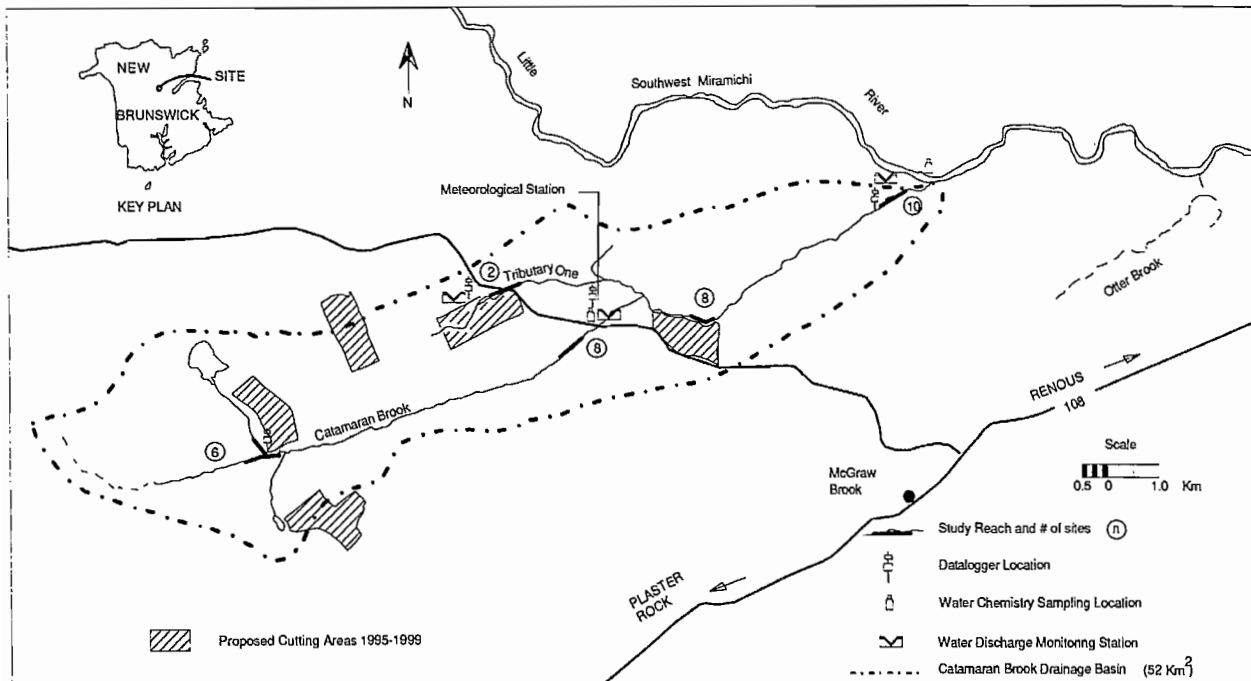 NEW
SITE
BRUNSWICK
KEY PLAN
N
Little
Southwest Miramichi
River
Meteorological Station
10
2
Tributary One
8
8
Catamaran Brook
6
Otter Brook
RENOUS
108
McGraw
Brook
PLASTER
ROCK
Scale
0.5 0 1.0 Km
Study Reach and # of sites n
Datalogger Location
Water Chemistry Sampling Location
Water Discharge Monitoring Station
Catamaran Brook Drainage Basin (52 Km²)
Proposed Cutting Areas 1995-1999